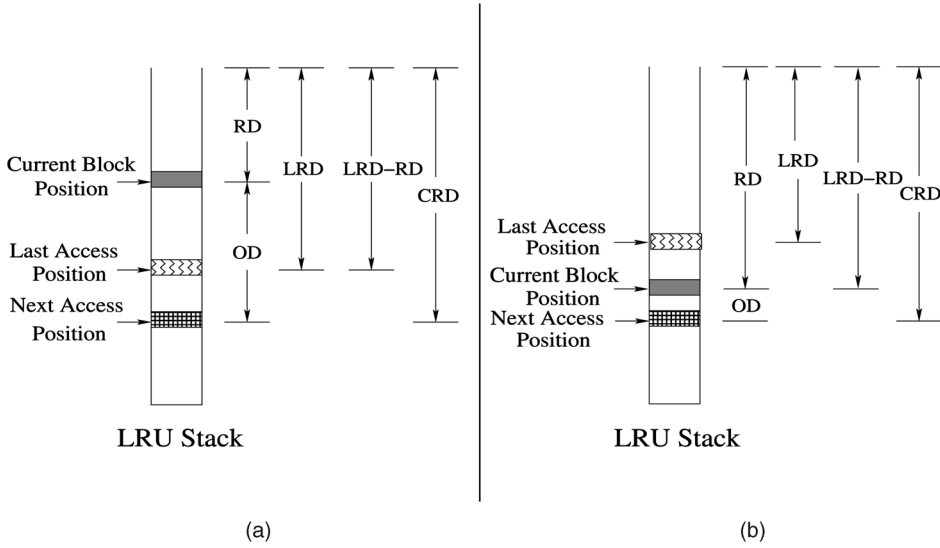 RD
LRD
LRD–RD
CRD
OD
Current Block
Position
Last Access
Position
Next Access
Position
LRU Stack
(a)
RD
LRD
LRD–RD
CRD
OD
Last Access
Position
Current Block
Position
Next Access
Position
LRU Stack
(b)